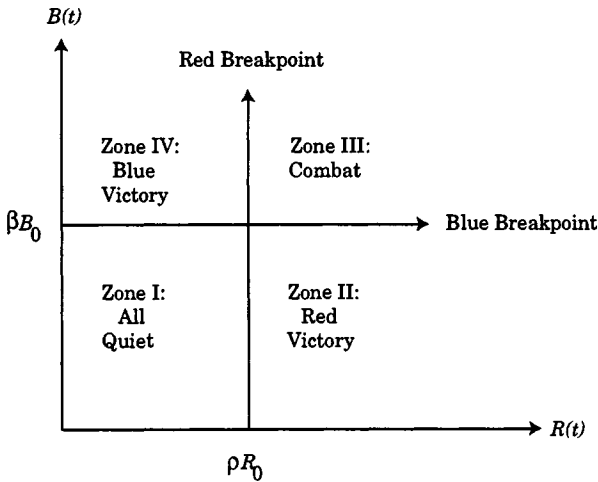 B(t)
Red Breakpoint
Zone IV:
Blue
Victory
Zone III:
Combat
βB₀
Blue Breakpoint
Zone I:
All
Quiet
Zone II:
Red
Victory
R(t)
ρR₀